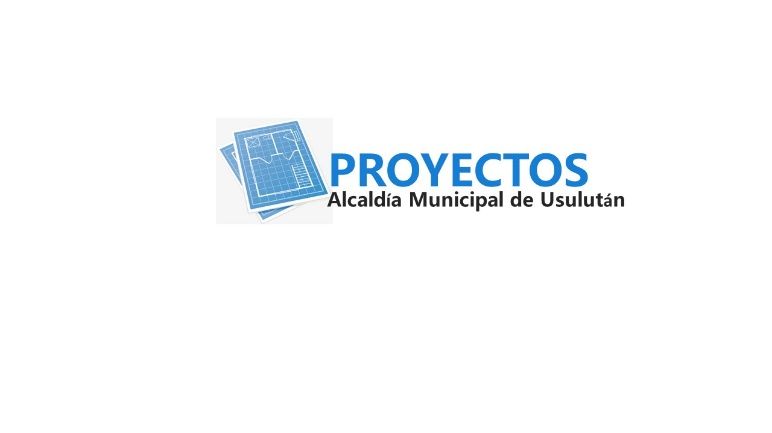 PROYECTOS
Alcaldía Municipal de Usulután